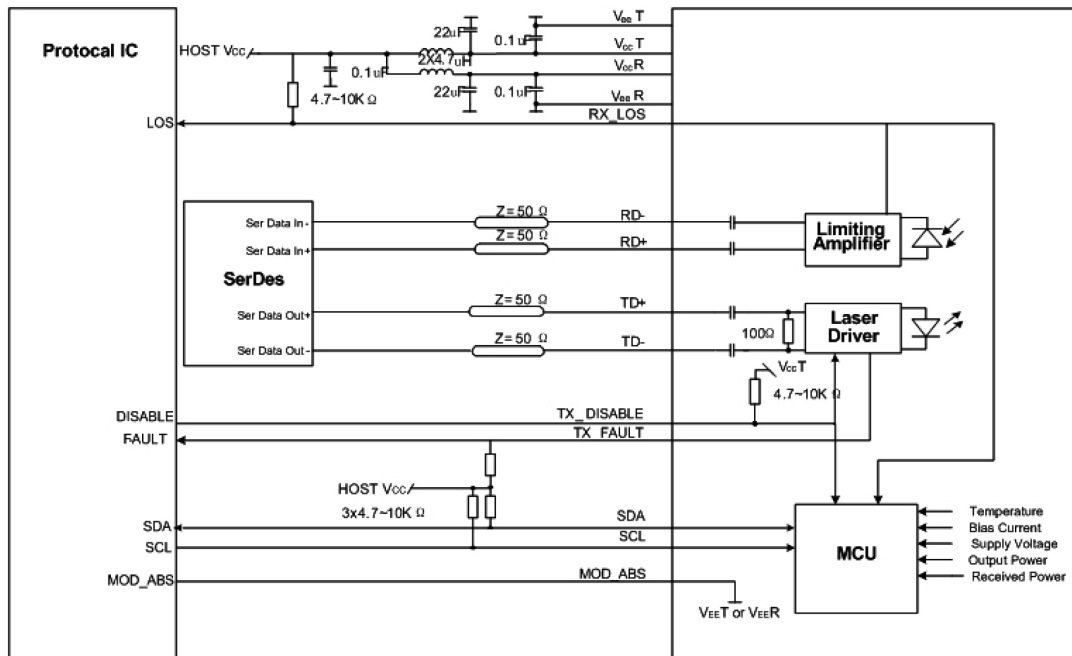 Protocal IC
HOST Vcc
22uF
0.1uF
Vee T
Vcc T
0.1uF
2X4.7uH
Vcc R
4.7~10K Ω
22uF
0.1uF
Vee R
LOS
RX_LOS
SerDes
Ser Data In-
Z=50 Ω
RD-
Ser Data In+
Z=50 Ω
RD+
Limiting
Amplifier
Ser Data Out+
Z=50 Ω
TD+
Ser Data Out-
Z=50 Ω
TD-
100Ω
Laser
Driver
VccT
4.7~10K Ω
DISABLE
TX_DISABLE
FAULT
TX_FAULT
HOST Vcc
3x4.7~10K Ω
SDA
SDA
SCL
SCL
MCU
Temperature
Bias Current
Supply Voltage
Output Power
Received Power
MOD_ABS
MOD_ABS
VEET or VEER